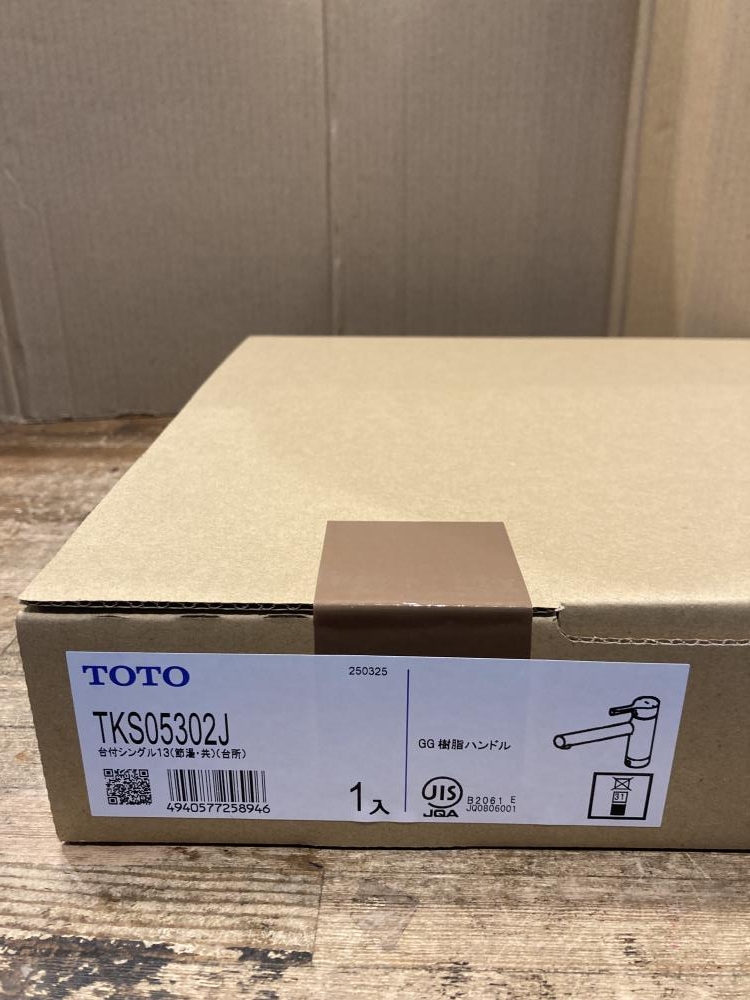 TOTO
250325
TKS05302J
台付シングル13(節湯・共)(台所)
4940577258946
1入
GG 樹脂ハンドル
JIS
JQA
B2061 E
JQ0806001
31